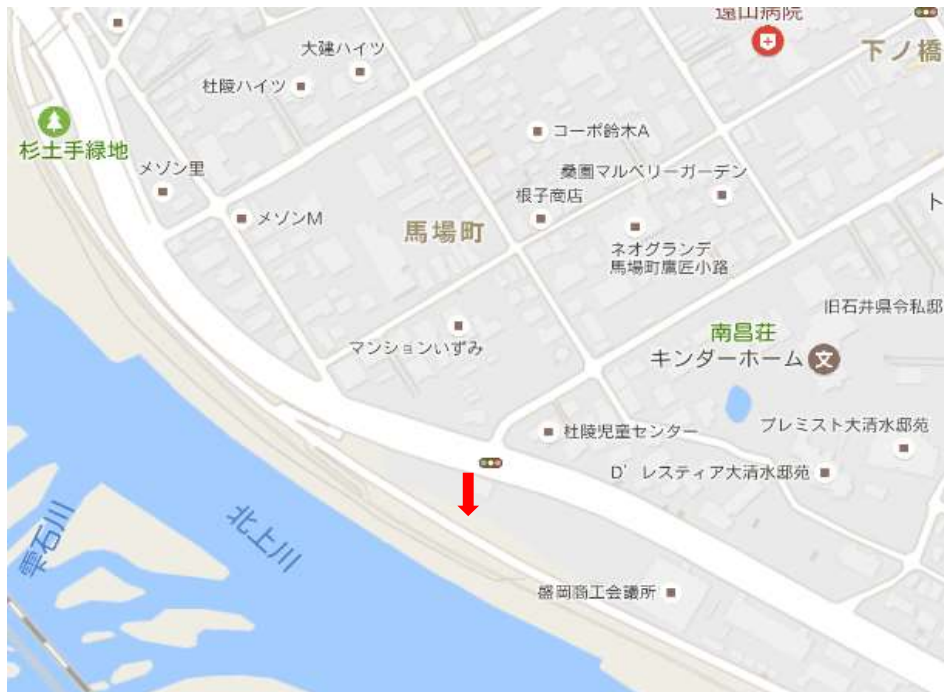 遠山病院
下ノ橋
大建ハイツ
杜陵ハイツ
杉土手緑地
コーポ鈴木A
メゾン里
桑園マルベリーガーデン
根子商店
ト
メゾンM
馬場町
ネオグランデ
馬場町鷹匠小路
旧石井県令私邸
南昌荘
マンションいずみ
キンダーホーム
文
杜陵児童センター
プレミスト大清水邸苑
D’レスティア大清水邸苑
北上川
雫石川
盛岡商工会議所